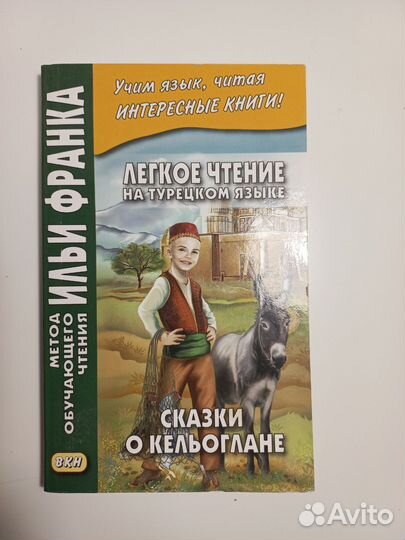 Учим язык, читая
ИНТЕРЕСНЫЕ КНИГИ!
МЕТОД
ОБУЧАЮЩЕГО
ЧТЕНИЯ
ИЛЬИ ФРАНКА
ЛЕГКОЕ ЧТЕНИЕ
НА ТУРЕЦКОМ ЯЗЫКЕ
СКАЗКИ
О КЕЛЬОГЛАНЕ
ВКН
Avito